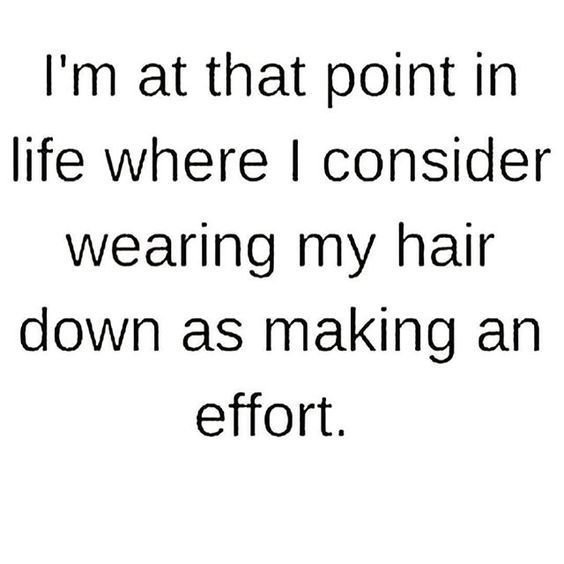 I'm at that point in
life where I consider
wearing my hair
down as making an
effort.